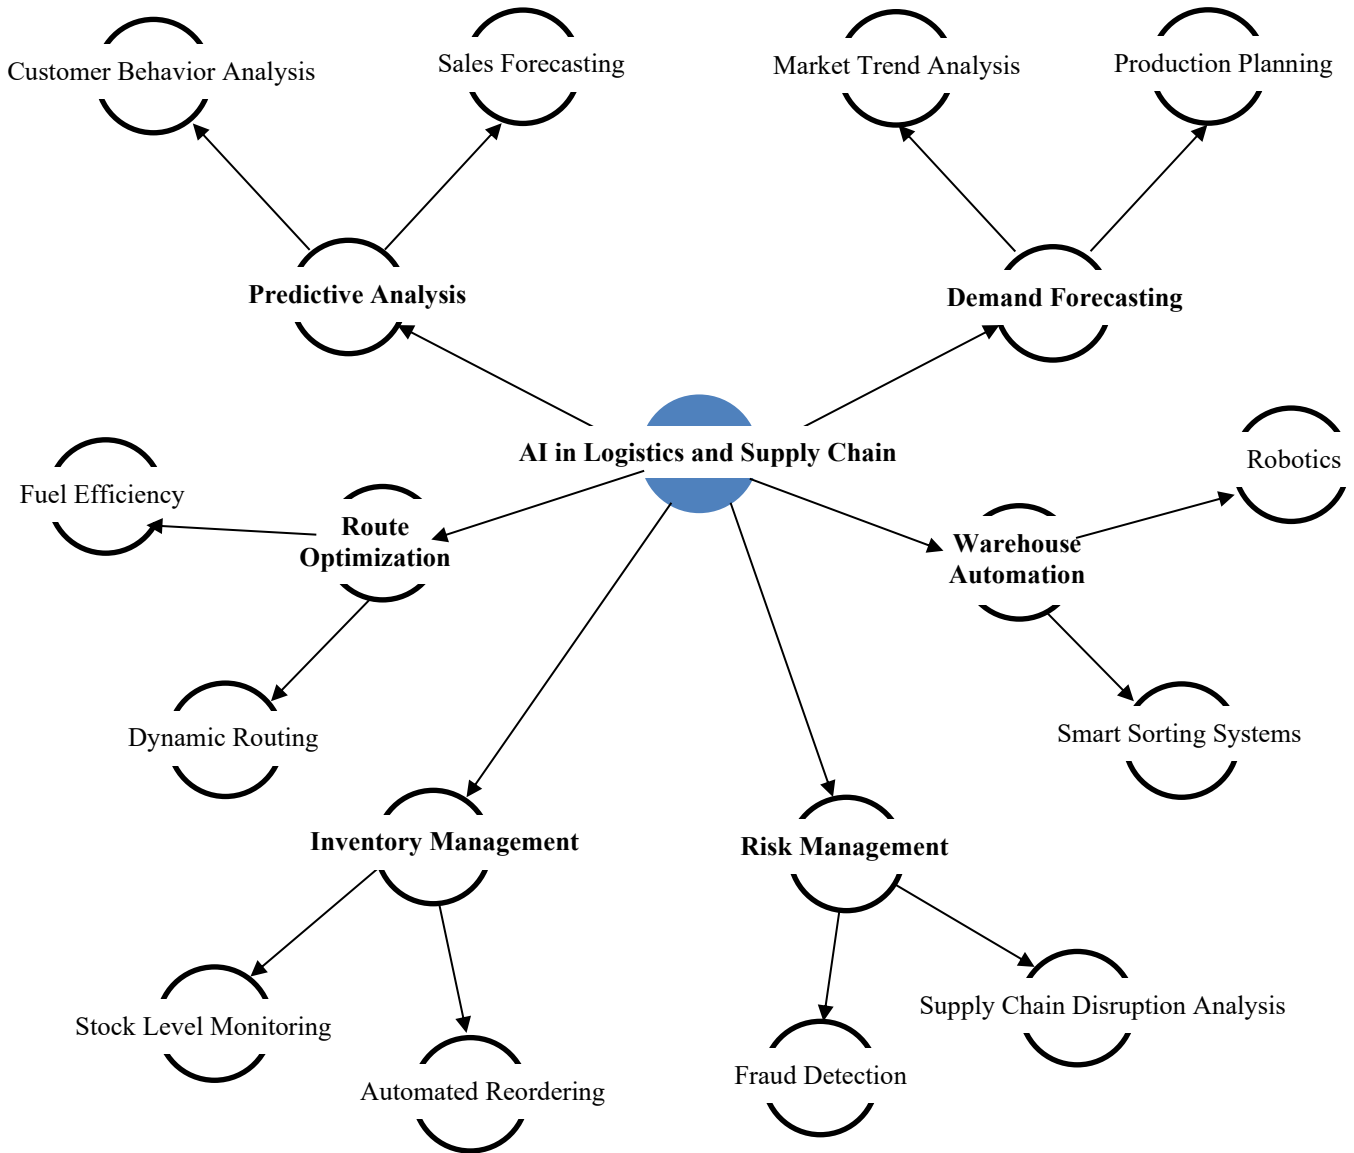 Customer Behavior Analysis
Sales Forecasting
Market Trend Analysis
Production Planning
Predictive Analysis
Demand Forecasting
AI in Logistics and Supply Chain
Robotics
Fuel Efficiency
Route
Optimization
Warehouse
Automation
Dynamic Routing
Smart Sorting Systems
Inventory Management
Risk Management
Stock Level Monitoring
Supply Chain Disruption Analysis
Automated Reordering
Fraud Detection